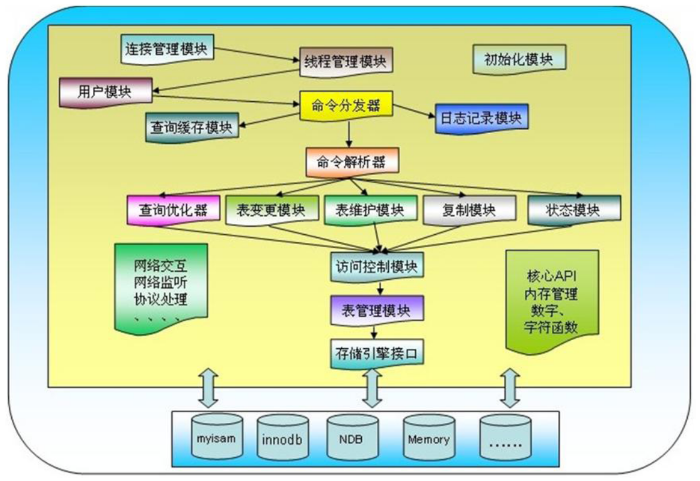 连接管理模块
线程管理模块
初始化模块
用户模块
命令分发器
查询缓存模块
日志记录模块
命令解析器
查询优化器
表变更模块
表维护模块
复制模块
状态模块
网络交互
网络监听
协议处理
、、、、
访问控制模块
核心API
内存管理
数字、
字符函数
表管理模块
存储引擎接口
myisam
innodb
NDB
Memory
……